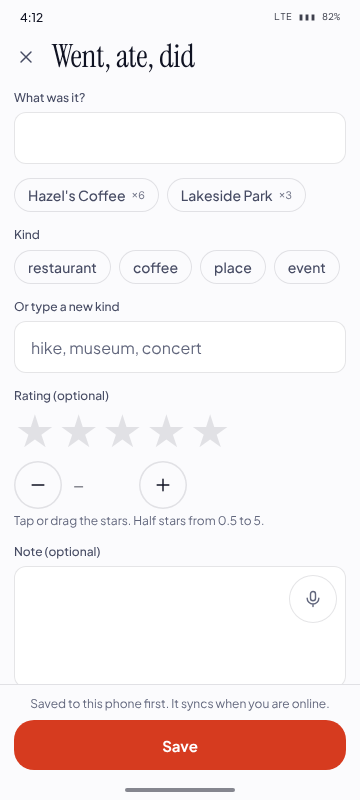 4:12 LTE 82%
Went, ate, did
What was it?
Hazel's Coffee ×6 Lakeside Park ×3
Kind
restaurant coffee place event
Or type a new kind
hike, museum, concert
Rating (optional)
–
Tap or drag the stars. Half stars from 0.5 to 5.
Note (optional)
Saved to this phone first. It syncs when you are online.
Save